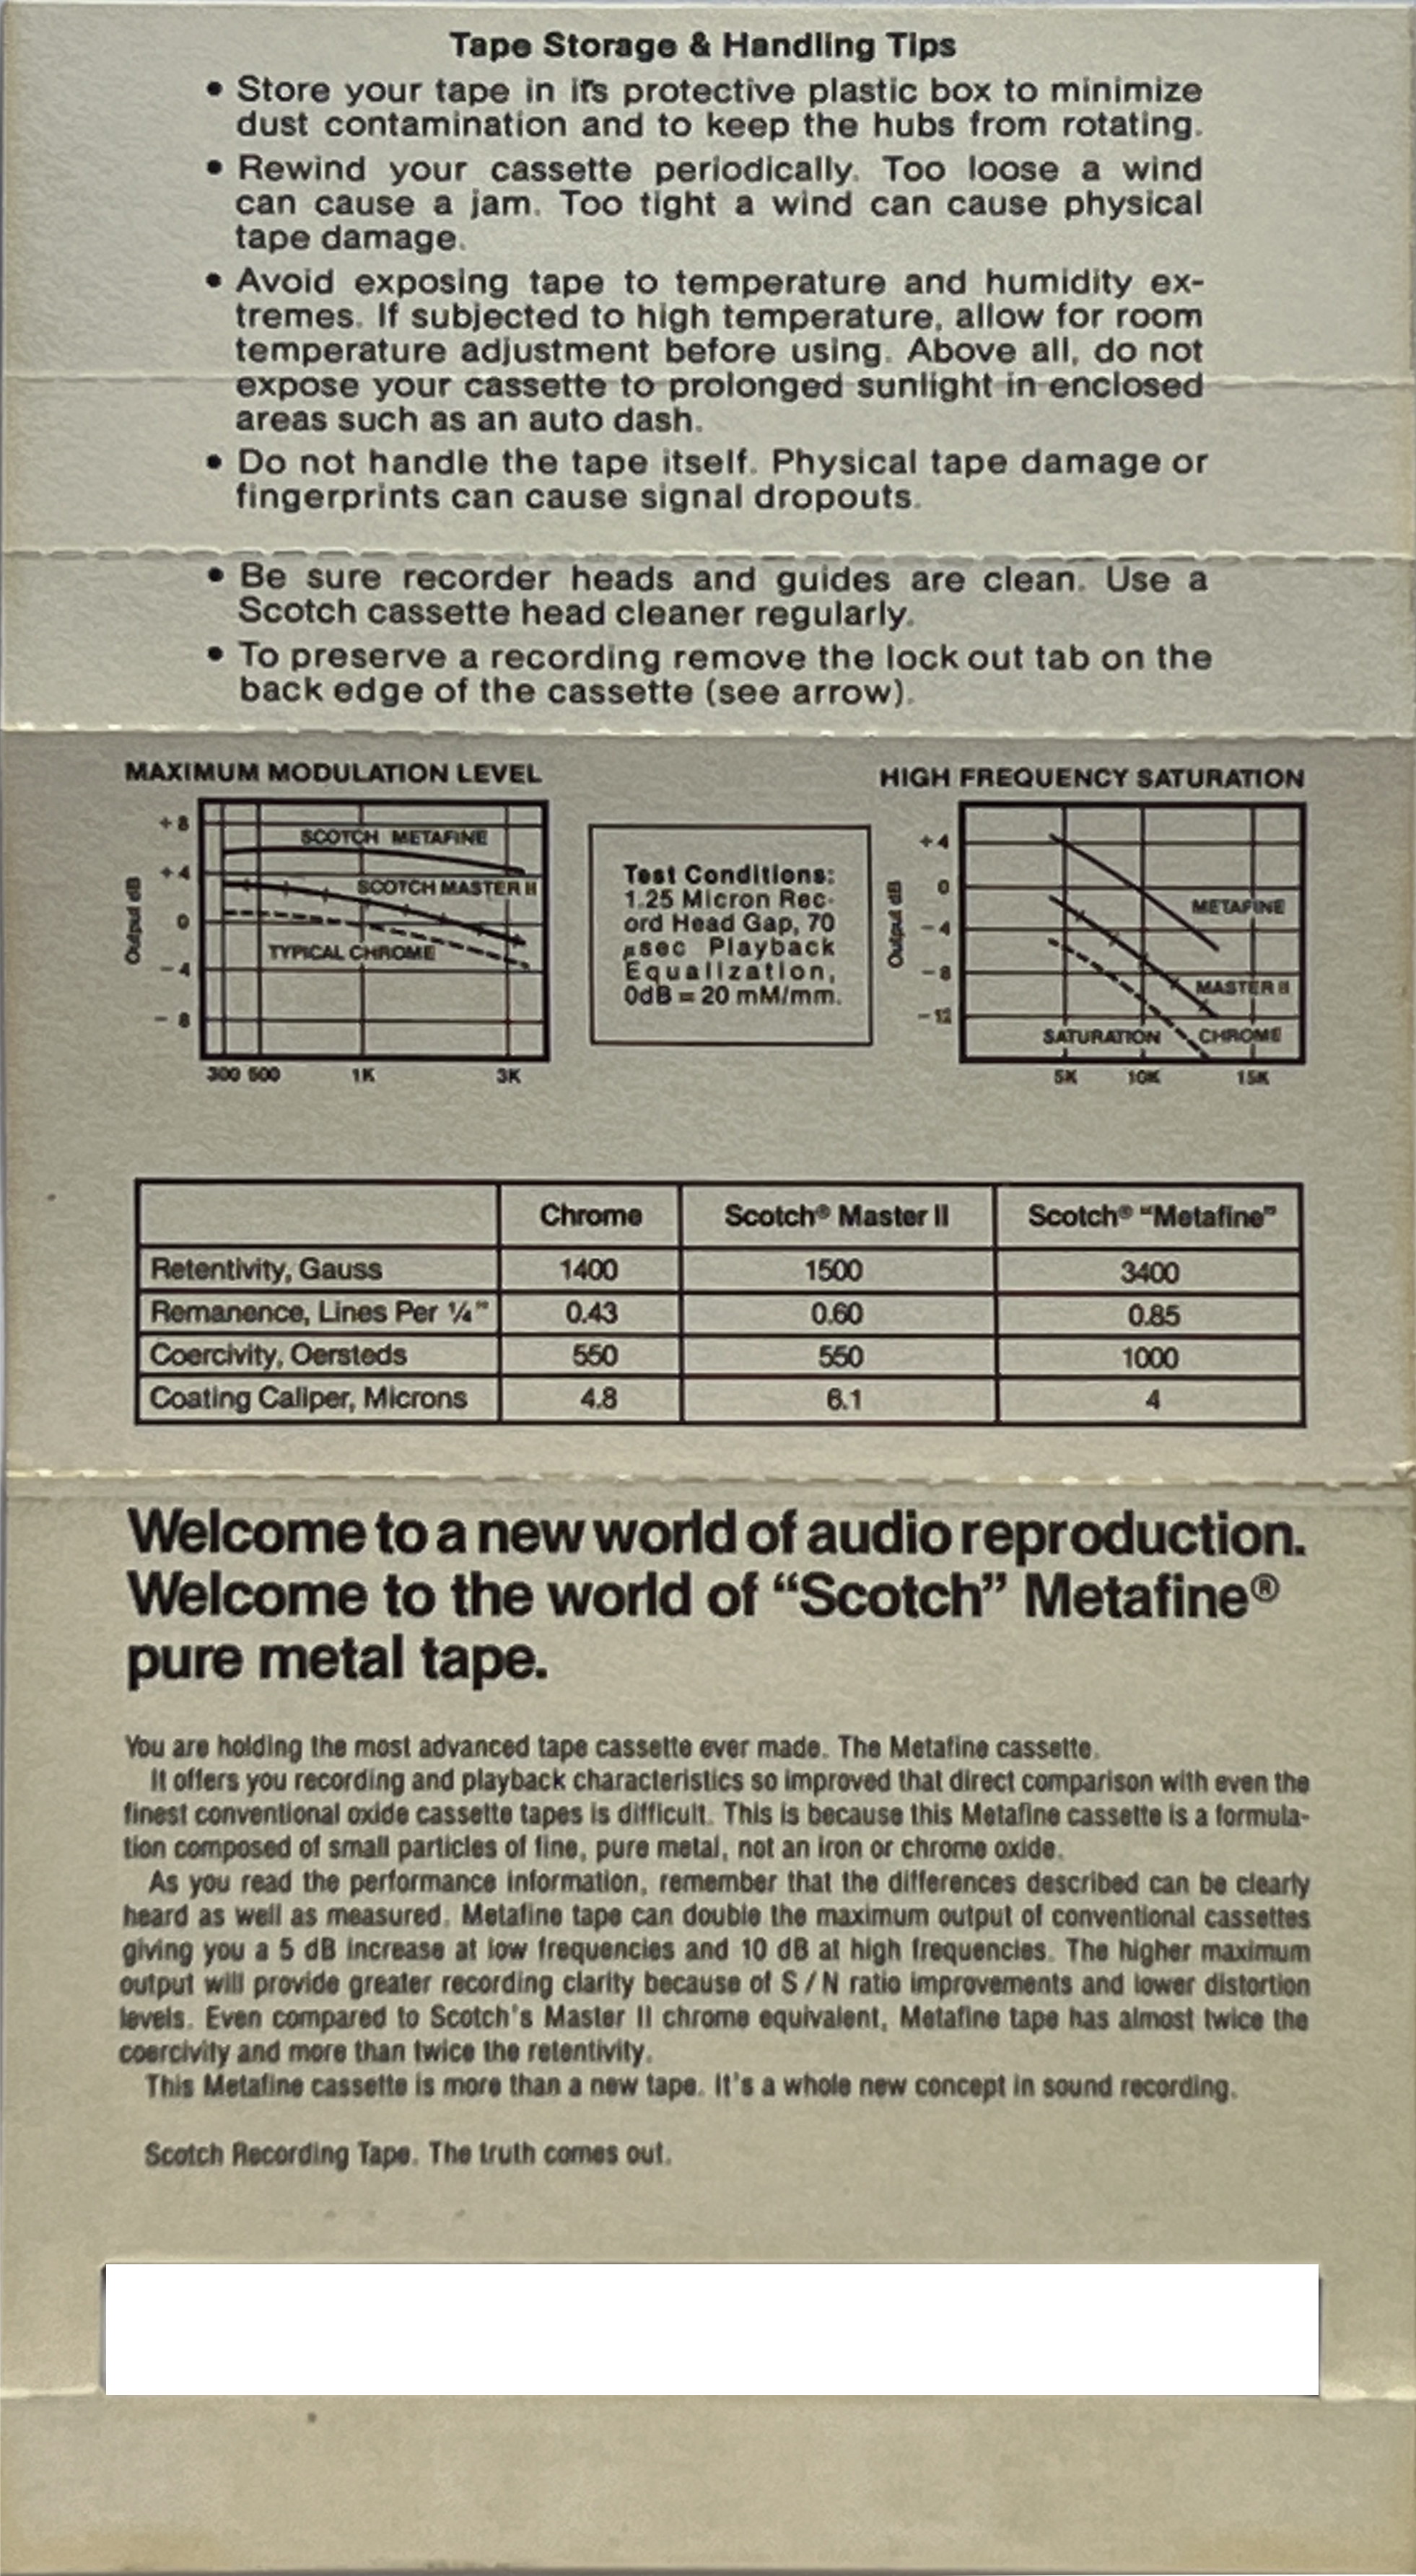 Tape Storage & Handling Tips
• Store your tape in it's protective plastic box to minimize
dust contamination and to keep the hubs from rotating.
• Rewind your cassette periodically. Too loose a wind
can cause a jam. Too tight a wind can cause physical
tape damage.
• Avoid exposing tape to temperature and humidity ex-
tremes. If subjected to high temperature, allow for room
temperature adjustment before using. Above all, do not
expose your cassette to prolonged sunlight in enclosed
areas such as an auto dash.
• Do not handle the tape itself. Physical tape damage or
fingerprints can cause signal dropouts.
• Be sure recorder heads and guides are clean. Use a
Scotch cassette head cleaner regularly.
• To preserve a recording remove the lock out tab on the
back edge of the cassette (see arrow).
MAXIMUM MODULATION LEVEL
Output dB
+8
+4
0
-4
-8
SCOTCH METAFINE
SCOTCH MASTER II
TYPICAL CHROME
300 500 1K 3K
Test Conditions:
1.25 Micron Rec-
ord Head Gap, 70
µsec Playback
Equalization,
0dB = 20 mM/mm.
HIGH FREQUENCY SATURATION
Output dB
+4
0
-4
-8
-12
METAFINE
MASTER II
SATURATION CHROME
5K 10K 15K
Chrome Scotch® Master II Scotch® "Metafine"
Retentivity, Gauss 1400 1500 3400
Remanence, Lines Per ¼" 0.43 0.60 0.85
Coercivity, Oersteds 550 550 1000
Coating Caliper, Microns 4.8 6.1 4
Welcome to a new world of audio reproduction.
Welcome to the world of “Scotch” Metafine®
pure metal tape.
You are holding the most advanced tape cassette ever made. The Metafine cassette.
It offers you recording and playback characteristics so improved that direct comparison with even the
finest conventional oxide cassette tapes is difficult. This is because this Metafine cassette is a formula-
tion composed of small particles of fine, pure metal, not an iron or chrome oxide.
As you read the performance information, remember that the differences described can be clearly
heard as well as measured. Metafine tape can double the maximum output of conventional cassettes
giving you a 5 dB increase at low frequencies and 10 dB at high frequencies. The higher maximum
output will provide greater recording clarity because of S / N ratio improvements and lower distortion
levels. Even compared to Scotch's Master II chrome equivalent, Metafine tape has almost twice the
coercivity and more than twice the retentivity.
This Metafine cassette is more than a new tape. It's a whole new concept in sound recording.
Scotch Recording Tape. The truth comes out.